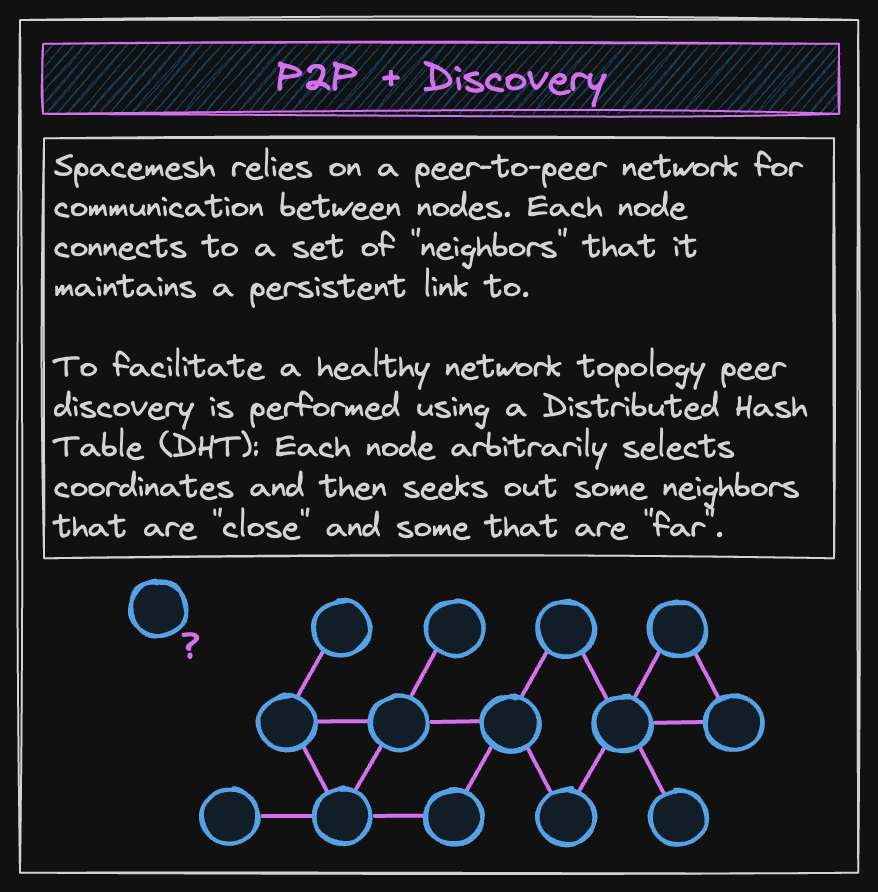 P2P + Discovery
Spacemesh relies on a peer-to-peer network for
communication between nodes. Each node
connects to a set of "neighbors" that it
maintains a persistent link to.
To facilitate a healthy network topology peer
discovery is performed using a Distributed Hash
Table (DHT): Each node arbitrarily selects
coordinates and then seeks out some neighbors
that are "close" and some that are "far".
?